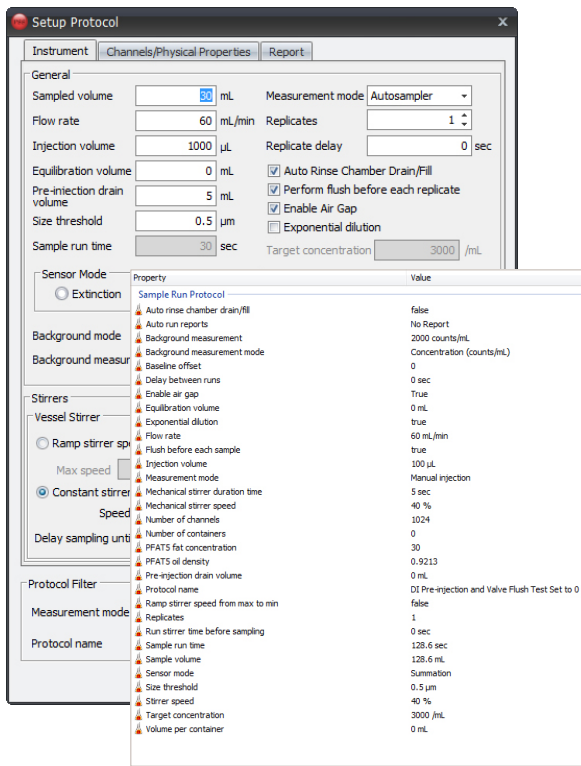 Setup Protocol
x
Instrument Channels/Physical Properties Report
General
Sampled volume 30 mL Measurement mode Autosampler
Flow rate 60 mL/min Replicates 1
Injection volume 1000 µL Replicate delay 0 sec
Equilibration volume 0 mL Auto Rinse Chamber Drain/Fill
Pre-injection drain volume 5 mL Perform flush before each replicate
Enable Air Gap
Size threshold 0.5 µm Exponential dilution
Sample run time 30 sec Target concentration 3000 /mL
Sensor Mode
Extinction
Background mode
Background measur
Stirrers
Vessel Stirrer
Ramp stirrer sp
Max speed
Constant stirrer
Speed
Delay sampling unti
Protocol Filter
Measurement mode
Protocol name
Property Value
Sample Run Protocol
Auto rinse chamber drain/fill false
Auto run reports No Report
Background measurement 2000 counts/mL
Background measurement mode Concentration (counts/mL)
Baseline offset 0
Delay between runs 0 sec
Enable air gap True
Equilibration volume 0 mL
Exponential dilution true
Flow rate 60 mL/min
Flush before each sample true
Injection volume 100 µL
Measurement mode Manual injection
Mechanical stirrer duration time 5 sec
Mechanical stirrer speed 40 %
Number of channels 1024
Number of containers 0
PFAT5 fat concentration 30
PFAT5 oil density 0.9213
Pre-injection drain volume 0 mL
Protocol name DI Pre-injection and Valve Flush Test Set to 0
Ramp stirrer speed from max to min false
Replicates 1
Run stirrer time before sampling 0 sec
Sample run time 128.6 sec
Sample volume 128.6 mL
Sensor mode Summation
Size threshold 0.5 µm
Stirrer speed 40 %
Target concentration 3000 /mL
Volume per container 0 mL